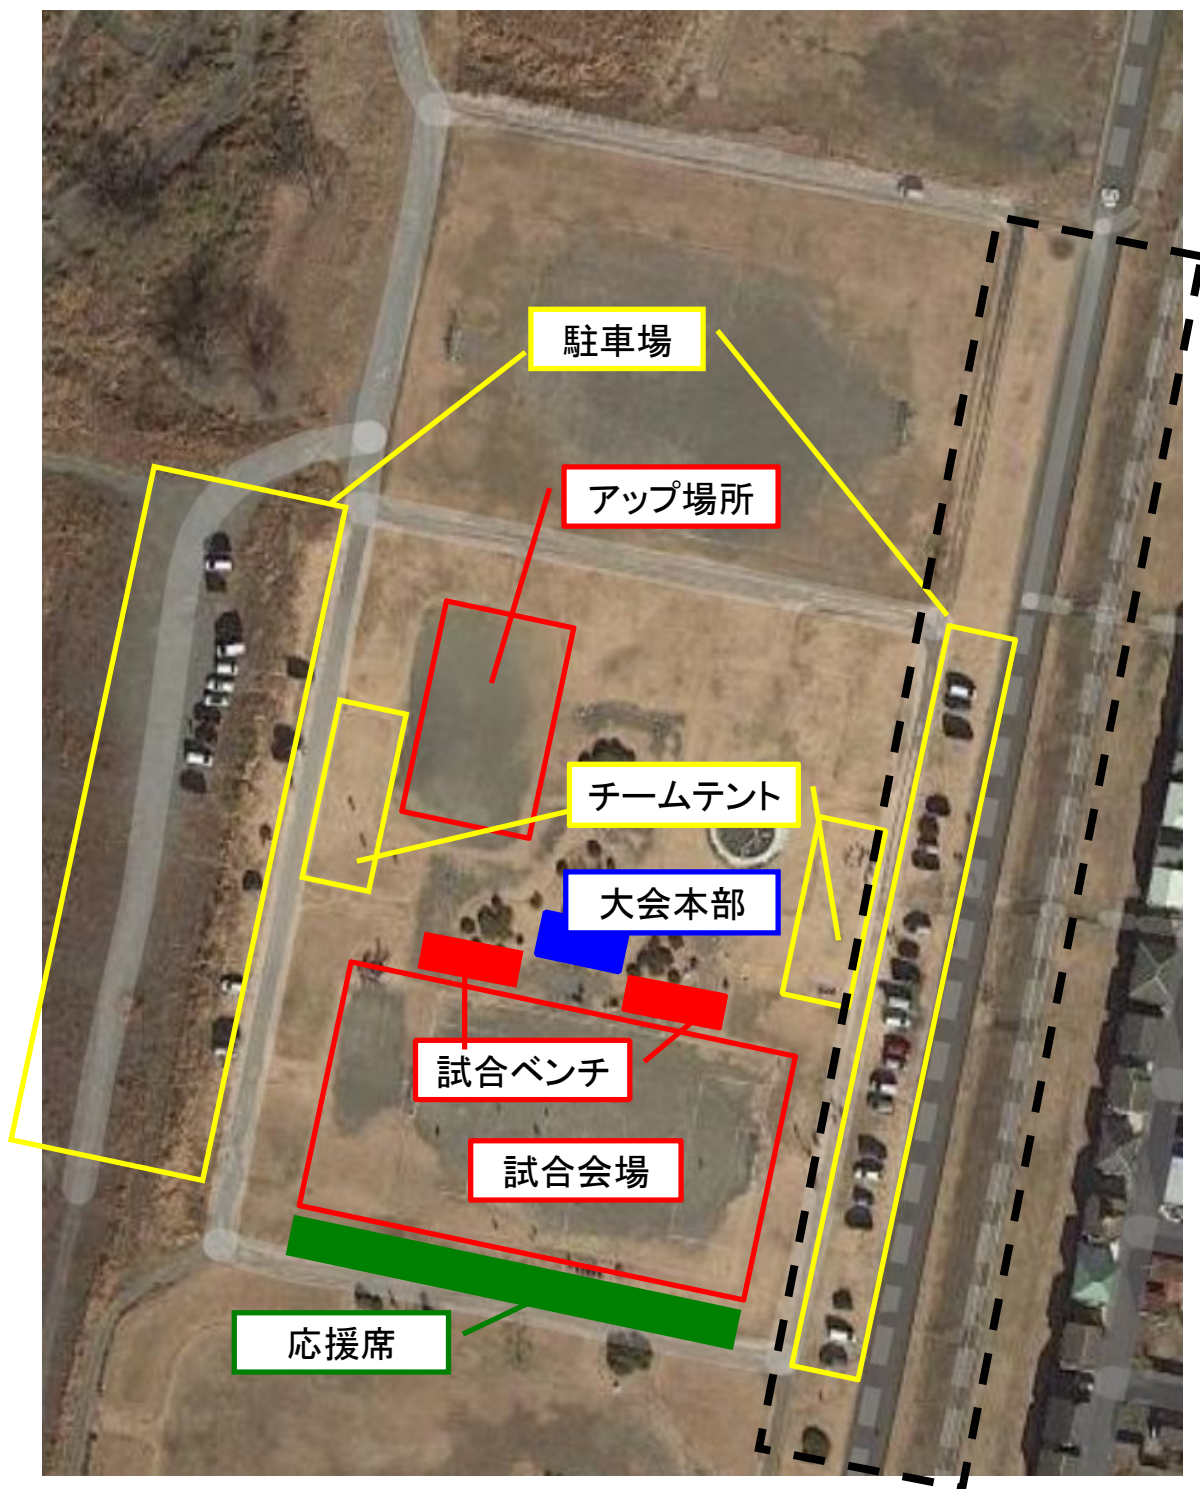 駐車場
アップ場所
チームテント
大会本部
試合ベンチ
試合会場
応援席